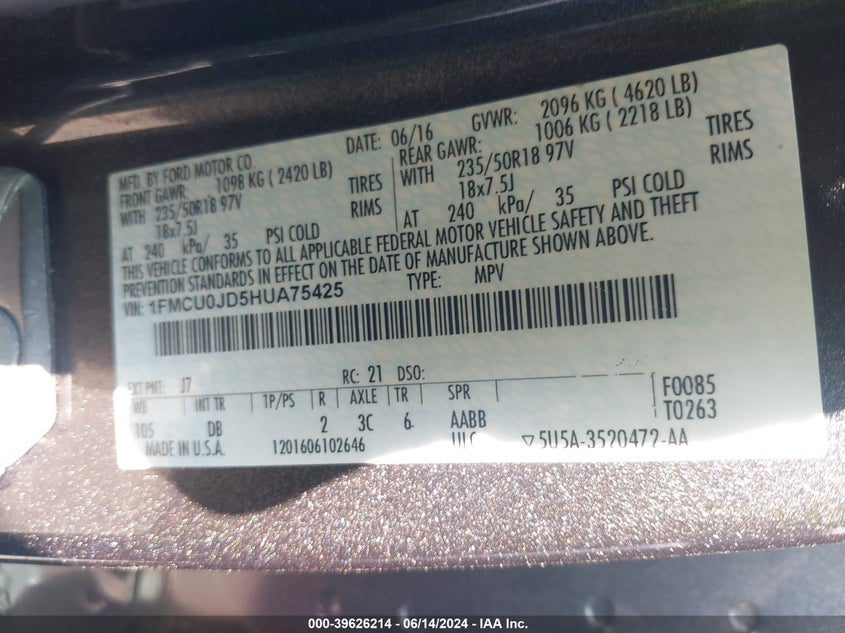 MFD. BY FORD MOTOR CO. DATE: 06/16 GVWR: 2096 KG ( 4620 LB)
FRONT GAWR: 1098 KG ( 2420 LB) REAR GAWR: 1006 KG ( 2218 LB)
WITH 235/50R18 97V TIRES WITH 235/50R18 97V TIRES
18x7.5J RIMS 18x7.5J RIMS
AT 240 kPa/ 35 PSI COLD AT 240 kPa/ 35 PSI COLD
THIS VEHICLE CONFORMS TO ALL APPLICABLE FEDERAL MOTOR VEHICLE SAFETY AND THEFT
PREVENTION STANDARDS IN EFFECT ON THE DATE OF MANUFACTURE SHOWN ABOVE.
VIN: 1FMCU0JD5HUA75425 TYPE: MPV
EXT PNT: J7 RC: 21 DSO:
WB INT TR TP/PS R AXLE TR SPR F0085
105 DB 2 3C 6 AABB T0263
MADE IN U.S.A. 1201606102646 ULC ▽5U5A-3520472-AA
000-39626214 - 06/14/2024 - IAA Inc.